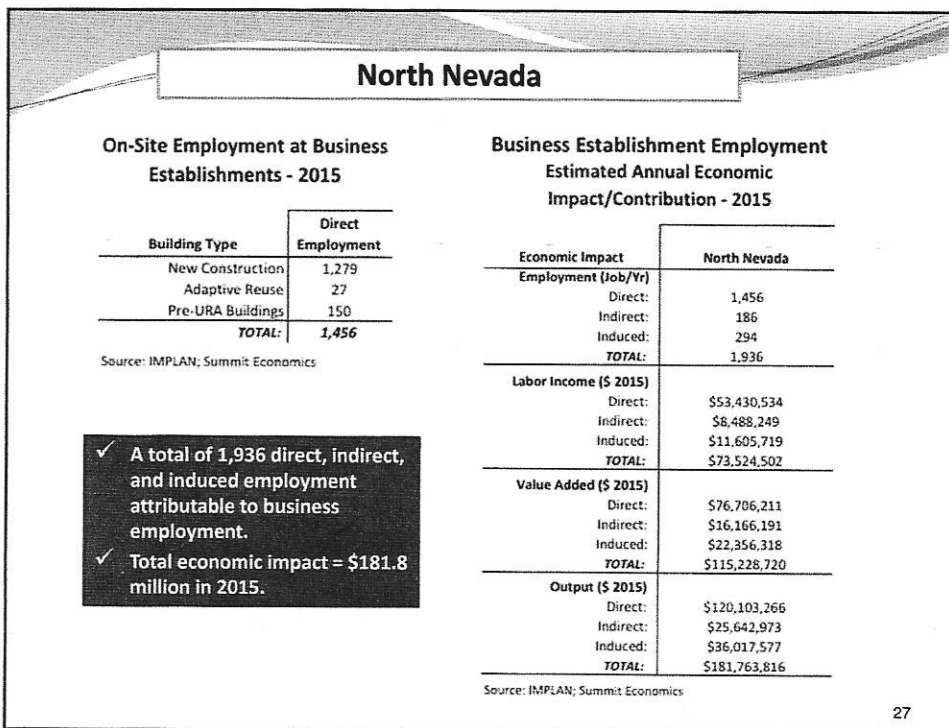 North Nevada
On-Site Employment at Business
Establishments - 2015
Direct
Building Type Employment
New Construction 1,279
Adaptive Reuse 27
Pre-URA Buildings 150
TOTAL: 1,456
Source: IMPLAN; Summit Economics
✓ A total of 1,936 direct, indirect,
and induced employment
attributable to business
employment.
✓ Total economic impact = $181.8
million in 2015.
Business Establishment Employment
Estimated Annual Economic
Impact/Contribution - 2015
Economic Impact North Nevada
Employment (Job/Yr)
Direct: 1,456
Indirect: 186
Induced: 294
TOTAL: 1,936
Labor Income ($ 2015)
Direct: $53,430,534
Indirect: $8,488,249
Induced: $11,605,719
TOTAL: $73,524,502
Value Added ($ 2015)
Direct: $76,706,211
Indirect: $16,166,191
Induced: $22,356,318
TOTAL: $115,228,720
Output ($ 2015)
Direct: $120,103,266
Indirect: $25,642,973
Induced: $36,017,577
TOTAL: $181,763,816
Source: IMPLAN; Summit Economics
27